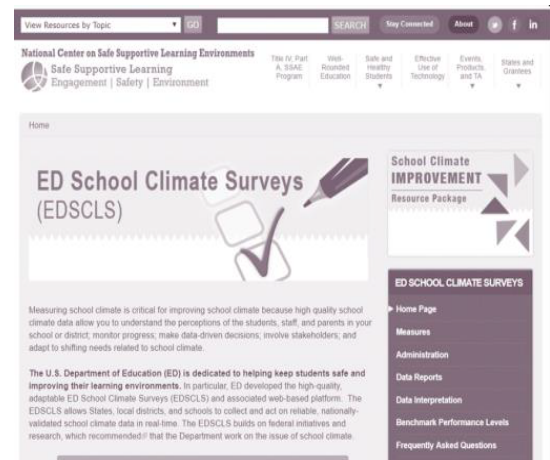 View Resources by Topic
GO
SEARCH
Stay Connected
About
f
in
National Center on Safe Supportive Learning Environments
Safe Supportive Learning
Engagement | Safety | Environment
Title IV, Part
A, SSAE
Program
Well-
Rounded
Education
Safe and
Healthy
Students
Effective
Use of
Technology
Events,
Products,
and TA
States and
Grantees
Home
ED School Climate Surveys
(EDSCLS)
School Climate
IMPROVEMENT
Resource Package
Measuring school climate is critical for improving school climate because high quality school
climate data allow you to understand the perceptions of the students, staff, and parents in your
school or district; monitor progress; make data-driven decisions; involve stakeholders; and
adapt to shifting needs related to school climate.
The U.S. Department of Education (ED) is dedicated to helping keep students safe and
improving their learning environments. In particular, ED developed the high-quality,
adaptable ED School Climate Surveys (EDSCLS) and associated web-based platform. The
EDSCLS allows States, local districts, and schools to collect and act on reliable, nationally-
validated school climate data in real-time. The EDSCLS builds on federal initiatives and
research, which recommended that the Department work on the issue of school climate.
ED SCHOOL CLIMATE SURVEYS
Home Page
Measures
Administration
Data Reports
Data Interpretation
Benchmark Performance Levels
Frequently Asked Questions